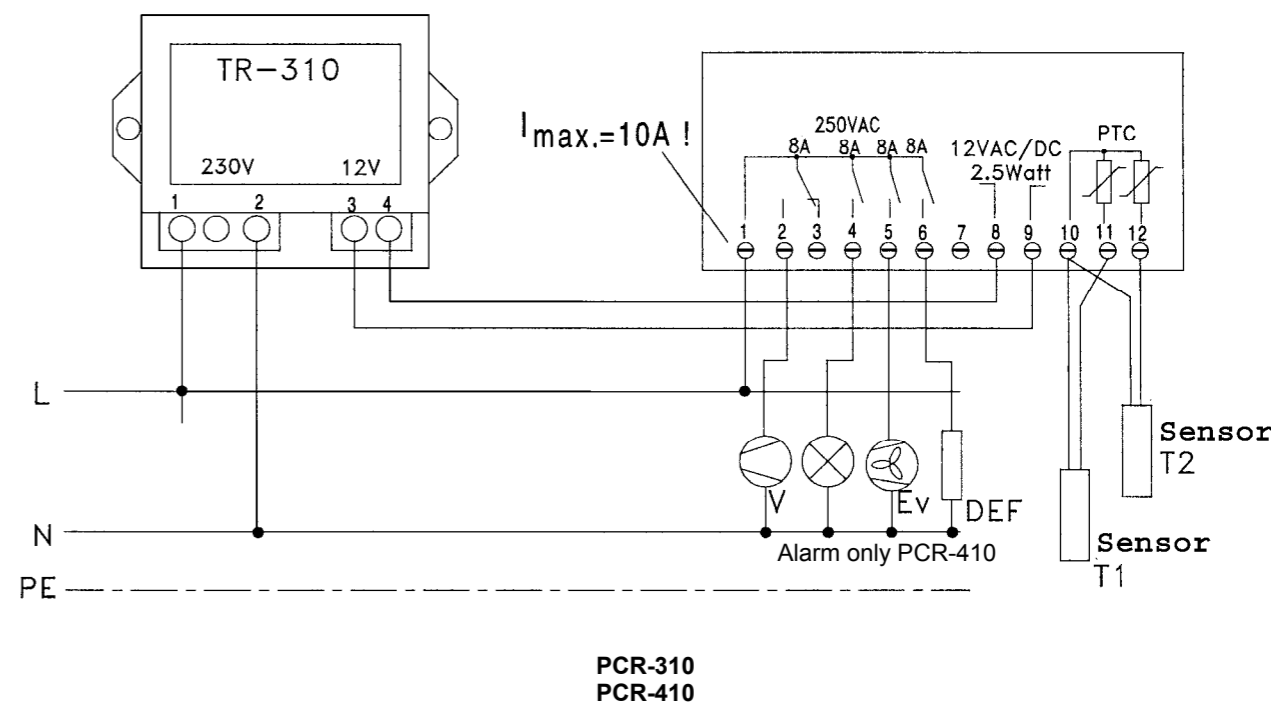 TR-310
230V 12V
1 2 3 4
I max.=10A !
250VAC
8A 8A 8A 8A
12VAC/DC
2.5Watt
PTC
1 2 3 4 5 6 7 8 9 10 11 12
L
N
PE
V
Ev
DEF
Alarm only PCR-410
Sensor
T2
Sensor
T1
PCR-310
PCR-410